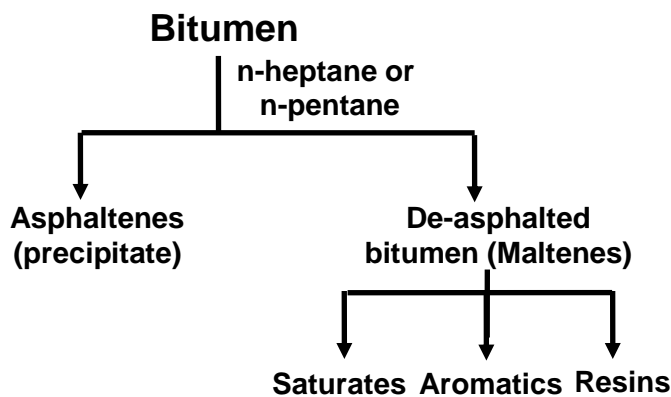 Bitumen
n-heptane or
n-pentane
Asphaltenes
(precipitate)
De-asphalted
bitumen (Maltenes)
Saturates Aromatics Resins